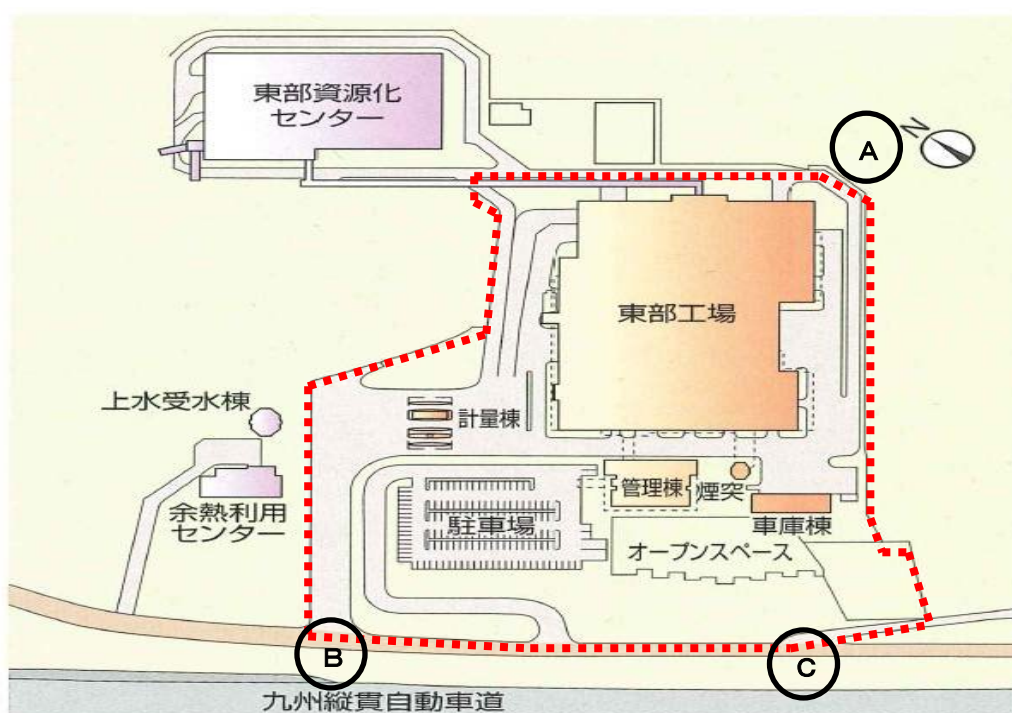 東部資源化
センター
N
A
東部工場
上水受水棟
計量棟
余熱利用
センター
管理棟
煙突
駐車場
車庫棟
オープンスペース
B
C
九州縦貫自動車道